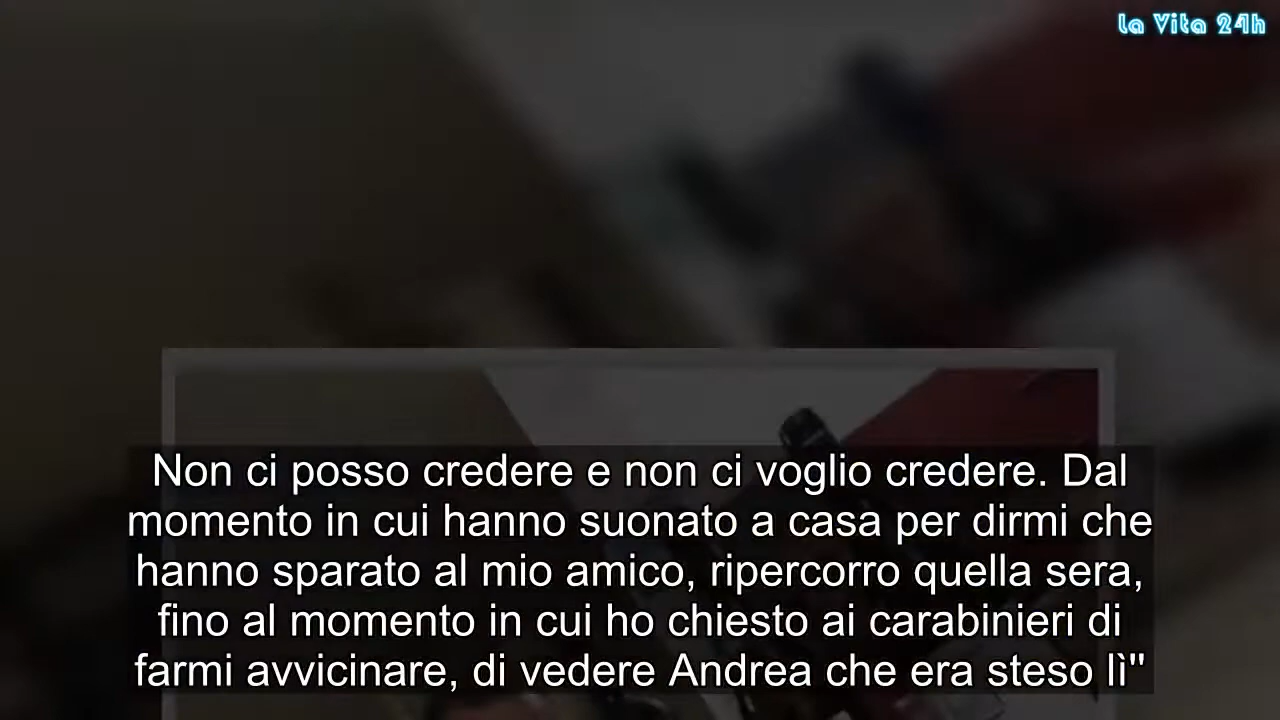 La Vita 24h
Non ci posso credere e non ci voglio credere. Dal
momento in cui hanno suonato a casa per dirmi che
hanno sparato al mio amico, ripercorro quella sera,
fino al momento in cui ho chiesto ai carabinieri di
farmi avvicinare, di vedere Andrea che era steso lì"